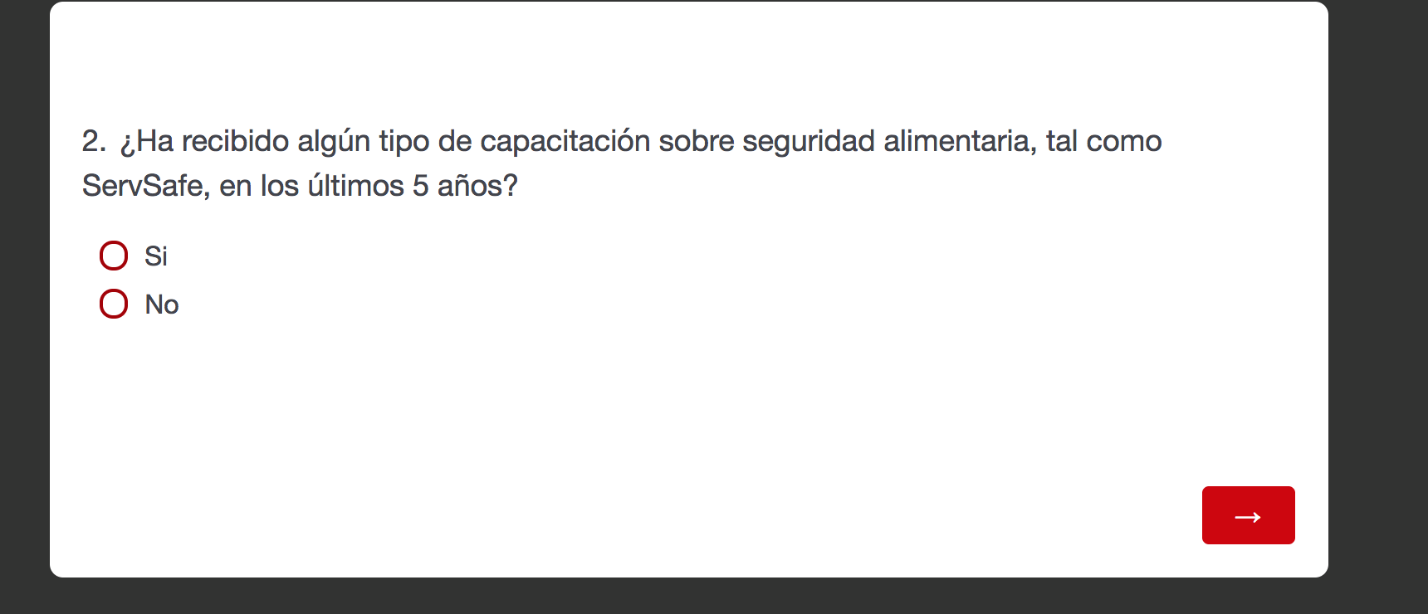 2. ¿Ha recibido algún tipo de capacitación sobre seguridad alimentaria, tal como
ServSafe, en los últimos 5 años?
Si
No
→